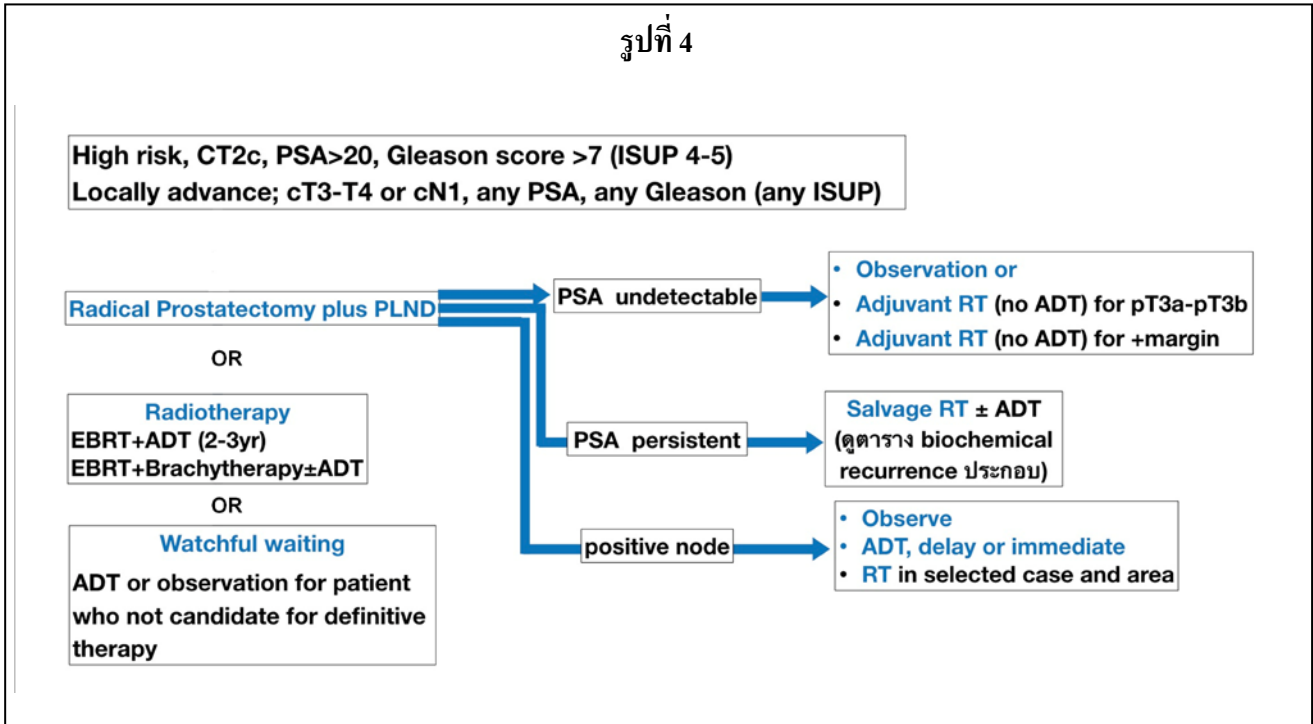 รูปที่ 4
High risk, CT2c, PSA>20, Gleason score >7 (ISUP 4-5)
Locally advance; cT3-T4 or cN1, any PSA, any Gleason (any ISUP)
Radical Prostatectomy plus PLND
OR
Radiotherapy
EBRT+ADT (2-3yr)
EBRT+Brachytherapy±ADT
OR
Watchful waiting
ADT or observation for patient
who not candidate for definitive
therapy
PSA undetectable
• Observation or
• Adjuvant RT (no ADT) for pT3a-pT3b
• Adjuvant RT (no ADT) for +margin
PSA persistent
Salvage RT ± ADT
(ดูตาราง biochemical
recurrence ประกอบ)
positive node
• Observe
• ADT, delay or immediate
• RT in selected case and area